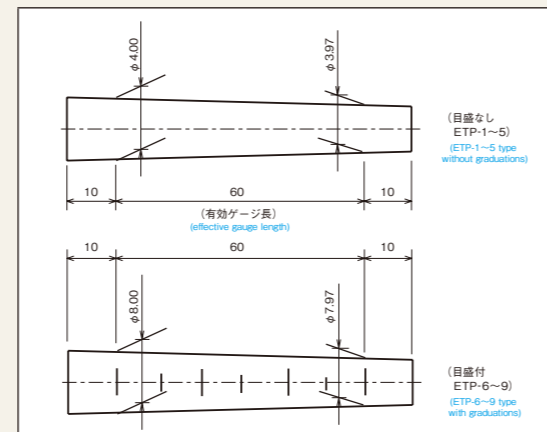 φ4.00
φ3.97
(目盛なし
ETP-1～5)
(ETP-1～5 type
without graduations)
10
60
10
(有効ゲージ長)
(effective gauge length)
10
60
10
φ8.00
φ7.97
(目盛付
ETP-6～9)
(ETP-6～9 type
with graduations)